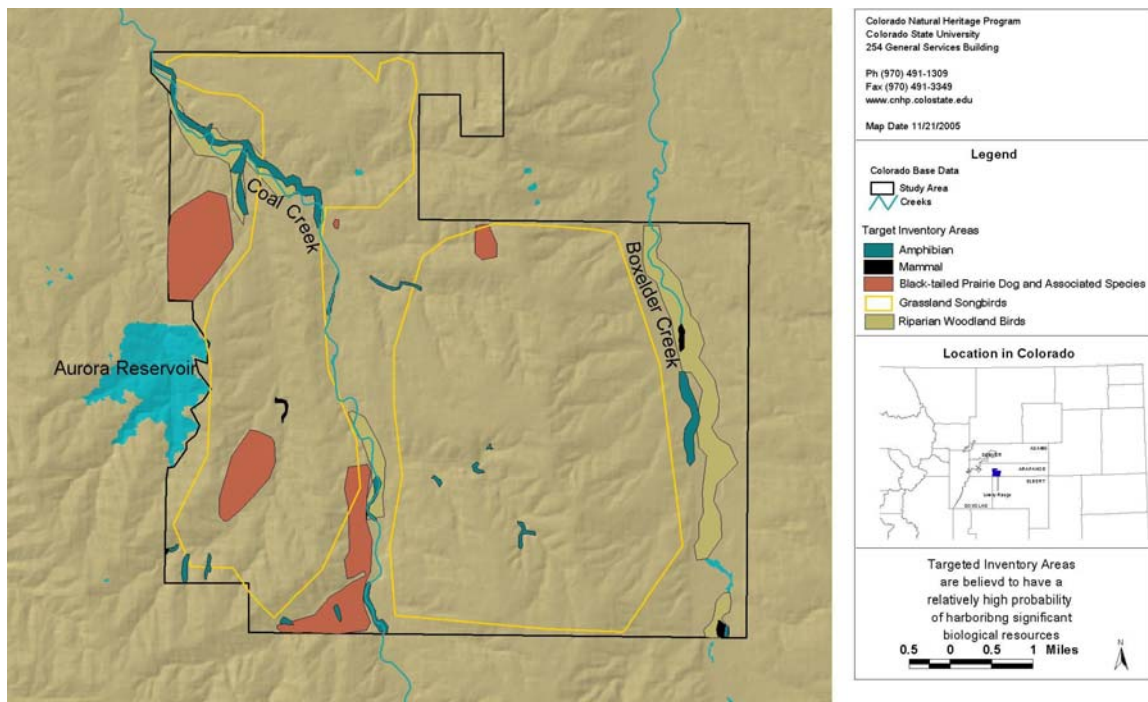 Coal Creek
Boxelder Creek
Aurora Reservoir
Colorado Natural Heritage Program
Colorado State University
254 General Services Building
Ph (970) 491-1309
Fax (970) 491-3349
www.cnhp.colostate.edu
Map Date 11/21/2005
Legend
Colorado Base Data
Study Area
Creeks
Target Inventory Areas
Amphibian
Mammal
Black-tailed Prairie Dog and Associated Species
Grassland Songbirds
Riparian Woodland Birds
Location in Colorado
ADAMS
ARAPAHOE
ELBERT
DOUGLAS
Targeted Inventory Areas
are believd to have a
relatively high probability
of harboribng significant
biological resources
0.5 0 0.5 1 Miles
N